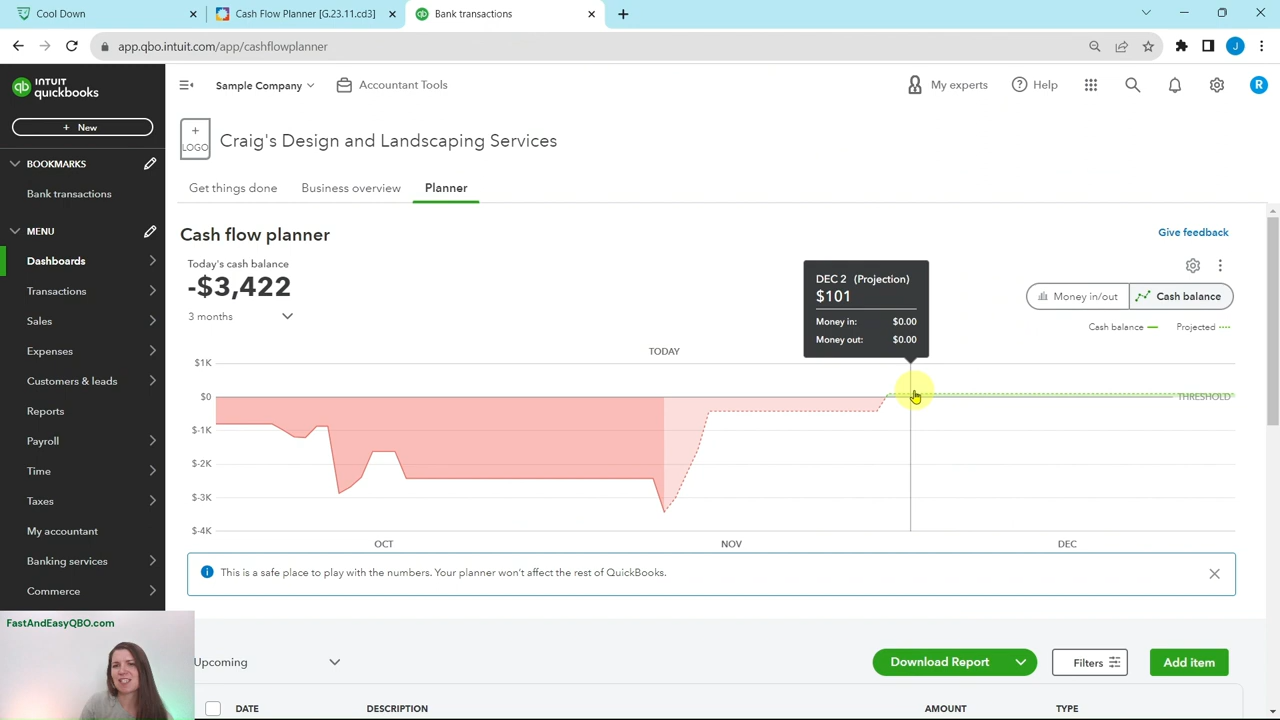 Cool Down
Cash Flow Planner [G.23.11.cd3]
Bank transactions
app.qbo.intuit.com/app/cashflowplanner
J
INTUIT
quickbooks
+ New
BOOKMARKS
Bank transactions
MENU
Dashboards
Transactions
Sales
Expenses
Customers & leads
Reports
Payroll
Time
Taxes
My accountant
Banking services
Commerce
FastAndEasyQBO.com
Sample Company
Accountant Tools
My experts
Help
R
+
LOGO
Craig's Design and Landscaping Services
Get things done
Business overview
Planner
Cash flow planner
Give feedback
Today's cash balance
-$3,422
3 months
Money in/out
Cash balance
Cash balance
Projected
DEC 2 (Projection)
$101
Money in: $0.00
Money out: $0.00
TODAY
$1K
$0
THRESHOLD
$-1K
$-2K
$-3K
$-4K
OCT
NOV
DEC
This is a safe place to play with the numbers. Your planner won't affect the rest of QuickBooks.
Upcoming
Download Report
Filters
Add item
DATE
DESCRIPTION
AMOUNT
TYPE